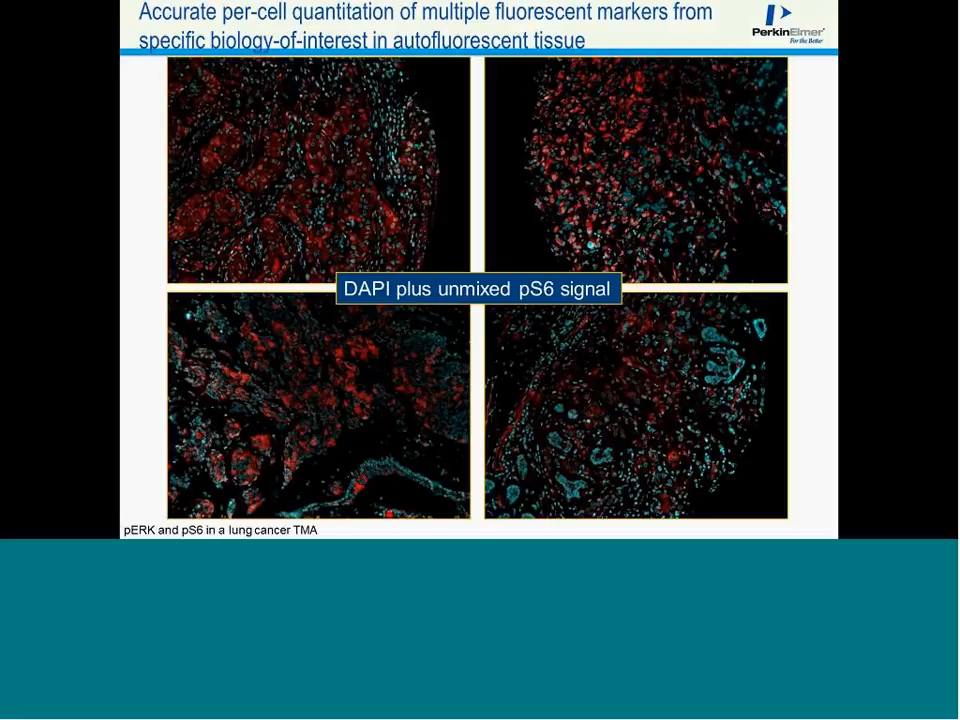 Accurate per-cell quantitation of multiple fluorescent markers from
specific biology-of-interest in autofluorescent tissue
PerkinElmer
For the Better
DAPI plus unmixed pS6 signal
pERK and pS6 in a lung cancer TMA